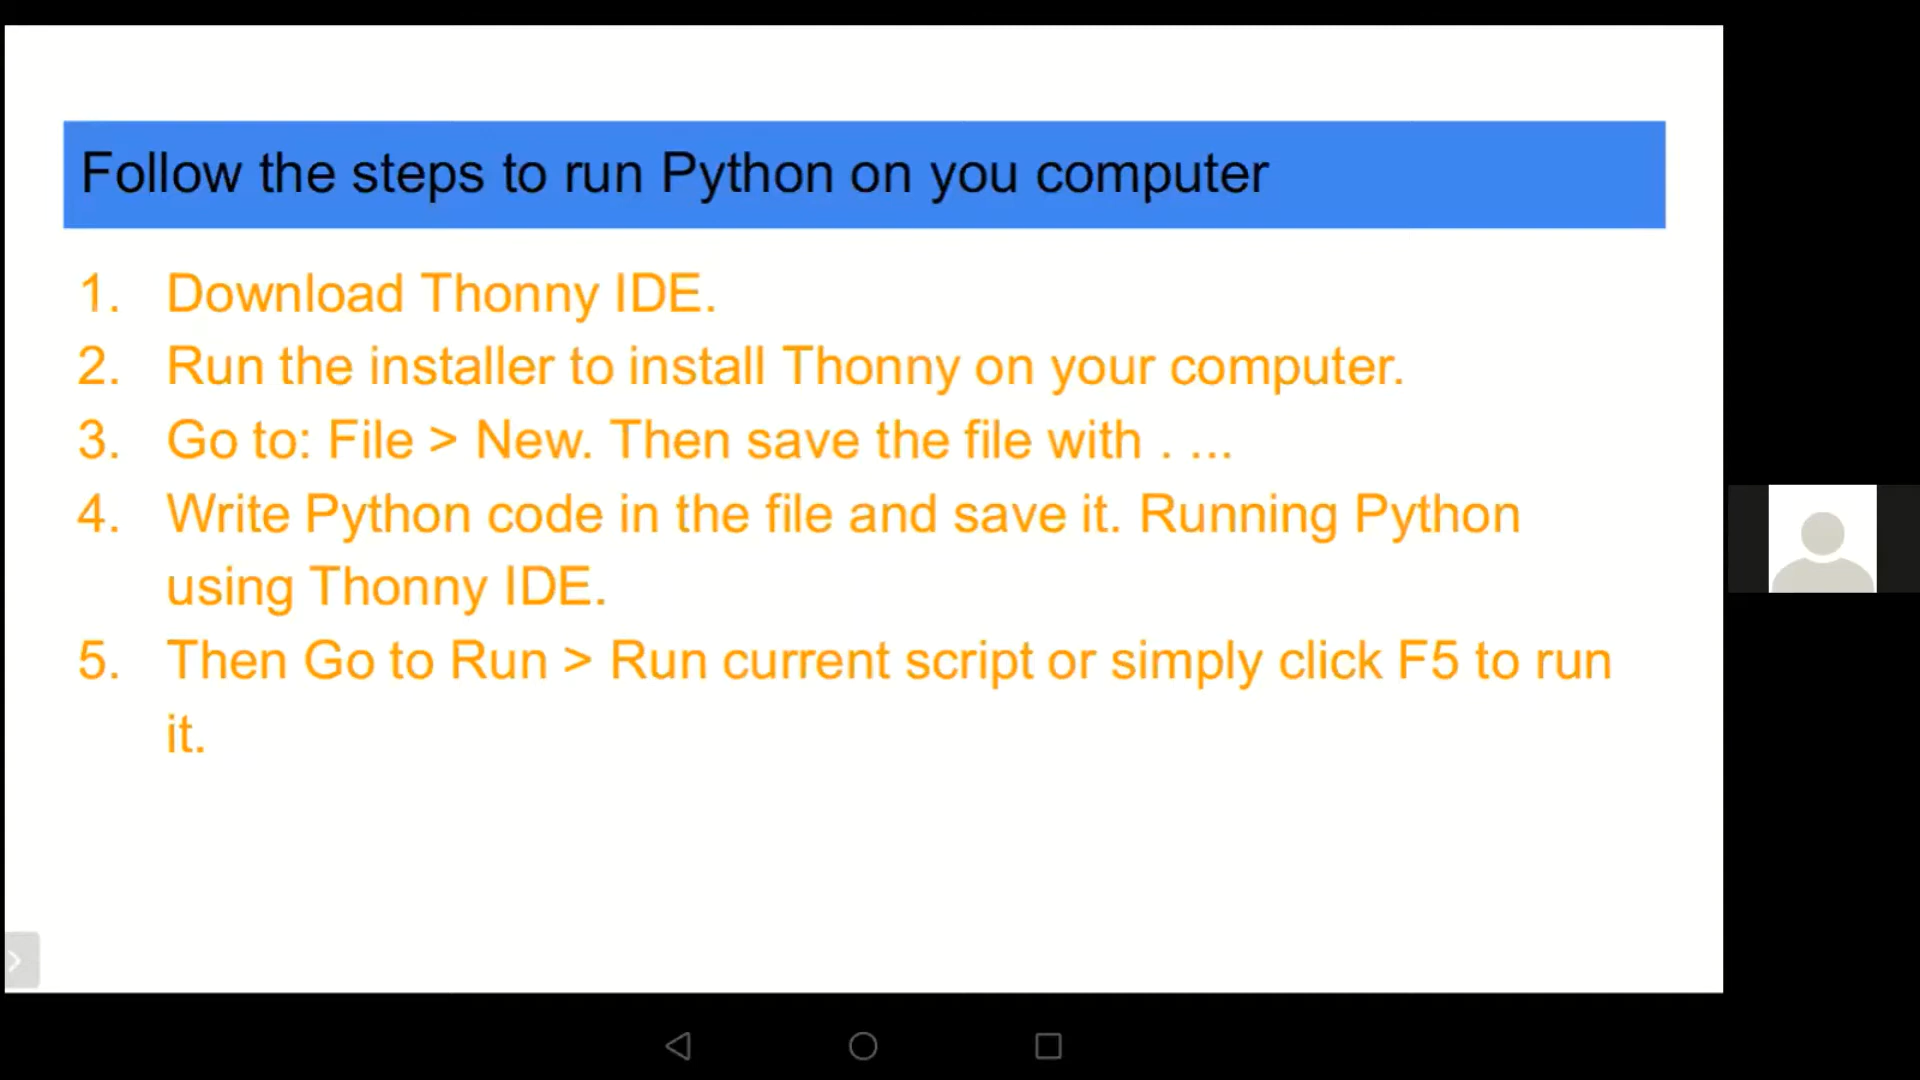 Follow the steps to run Python on you computer
1. Download Thonny IDE.
2. Run the installer to install Thonny on your computer.
3. Go to: File > New. Then save the file with . ...
4. Write Python code in the file and save it. Running Python
using Thonny IDE.
5. Then Go to Run > Run current script or simply click F5 to run
it.